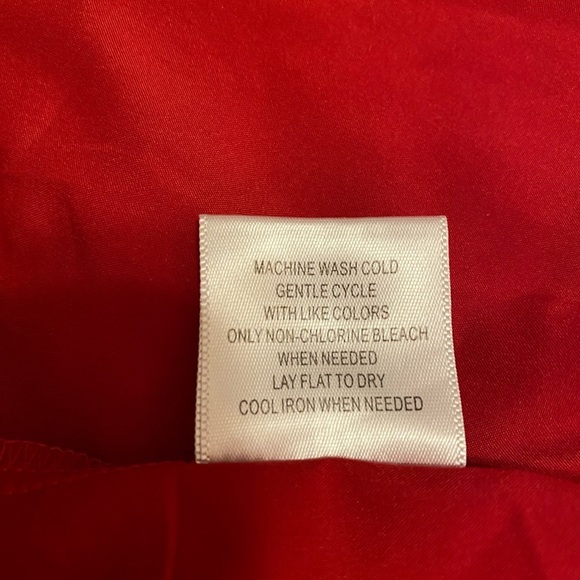 MACHINE WASH COLD
GENTLE CYCLE
WITH LIKE COLORS
ONLY NON-CHLORINE BLEACH
WHEN NEEDED
LAY FLAT TO DRY
COOL IRON WHEN NEEDED